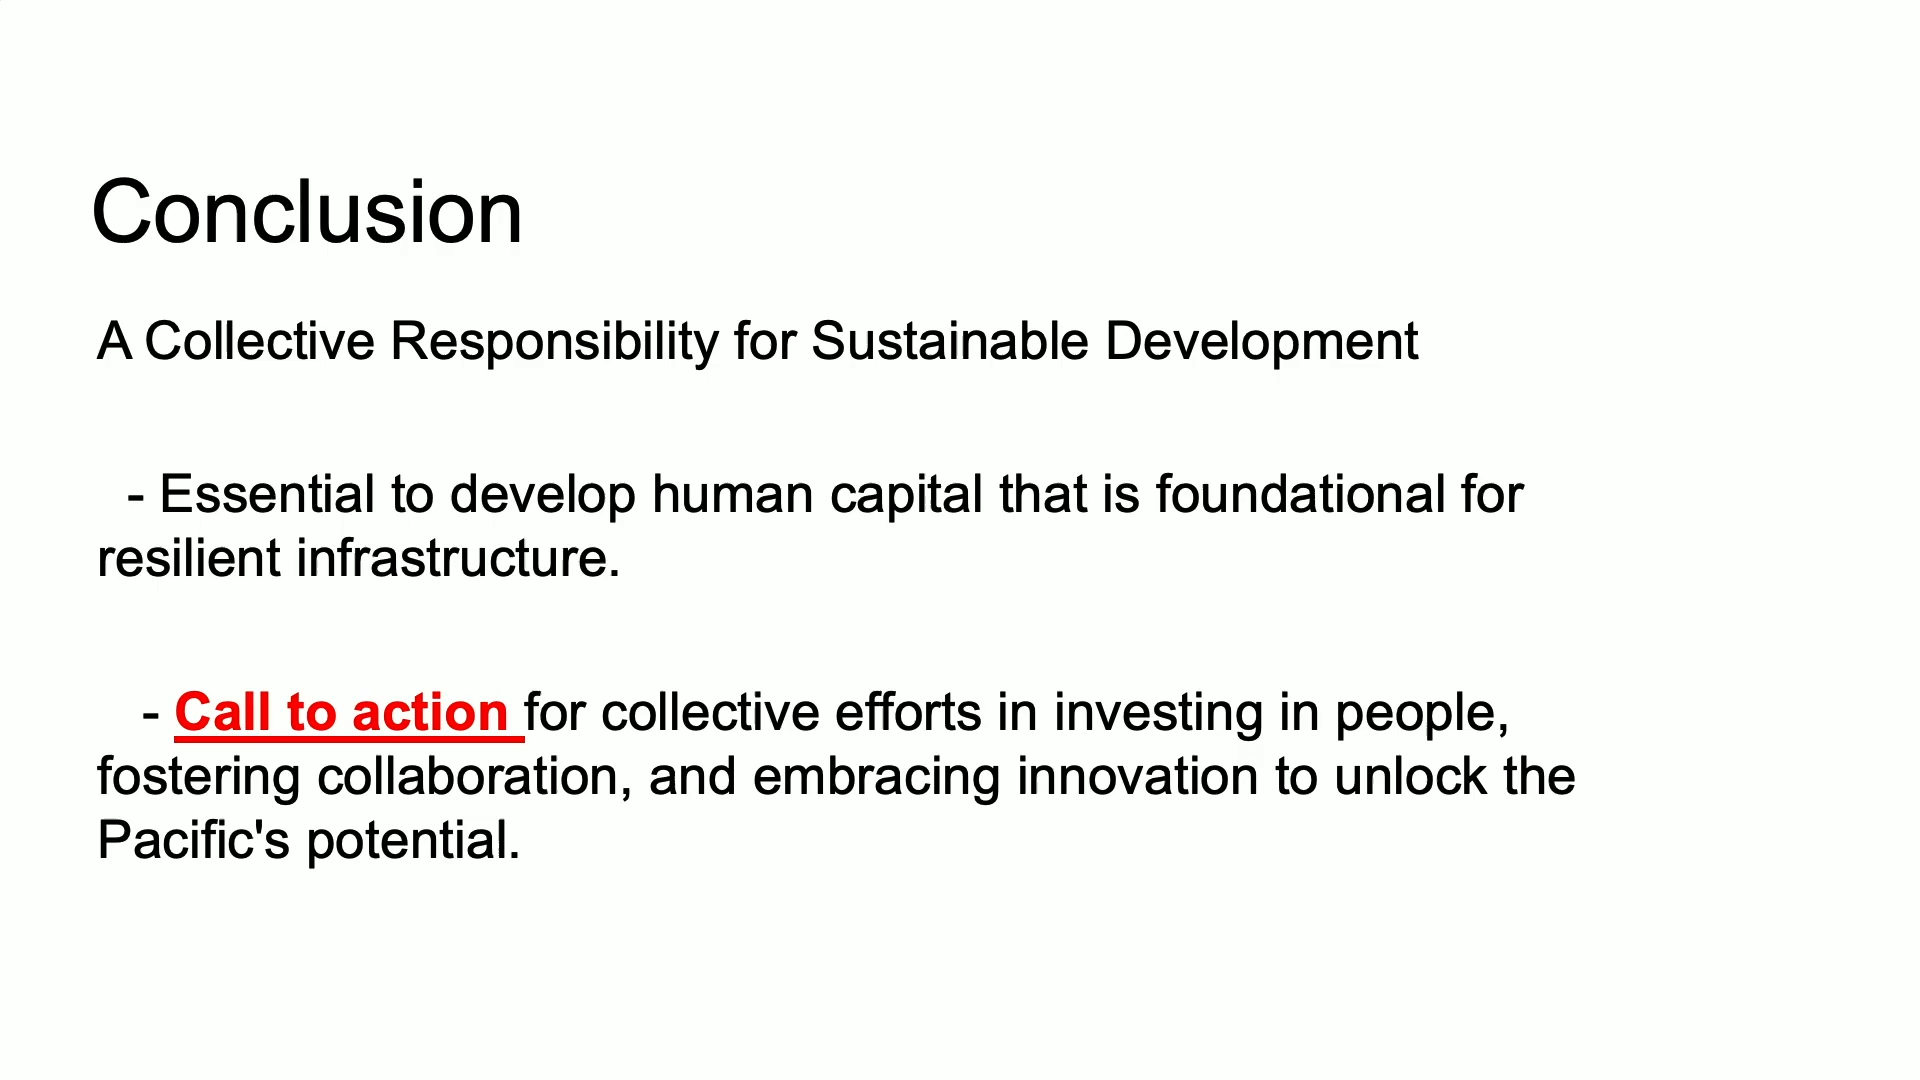 Conclusion
A Collective Responsibility for Sustainable Development
- Essential to develop human capital that is foundational for
resilient infrastructure.
- Call to action for collective efforts in investing in people,
fostering collaboration, and embracing innovation to unlock the
Pacific's potential.